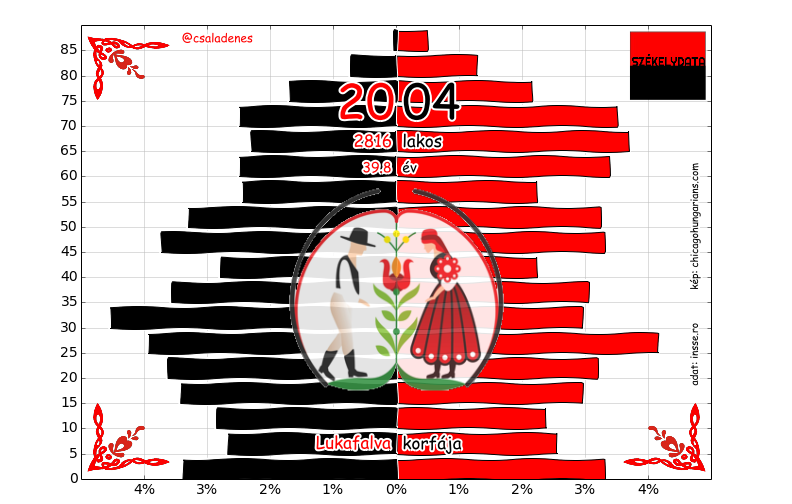 @csaladenes
SZÉKELYDATA
2004
2816 lakos
39.8 év
kép: chicagohungarians.com
adat: insse.ro
Lukafalva korfája
85
80
75
70
65
60
55
50
45
40
35
30
25
20
15
10
5
0
4% 3% 2% 1% 0% 1% 2% 3% 4%